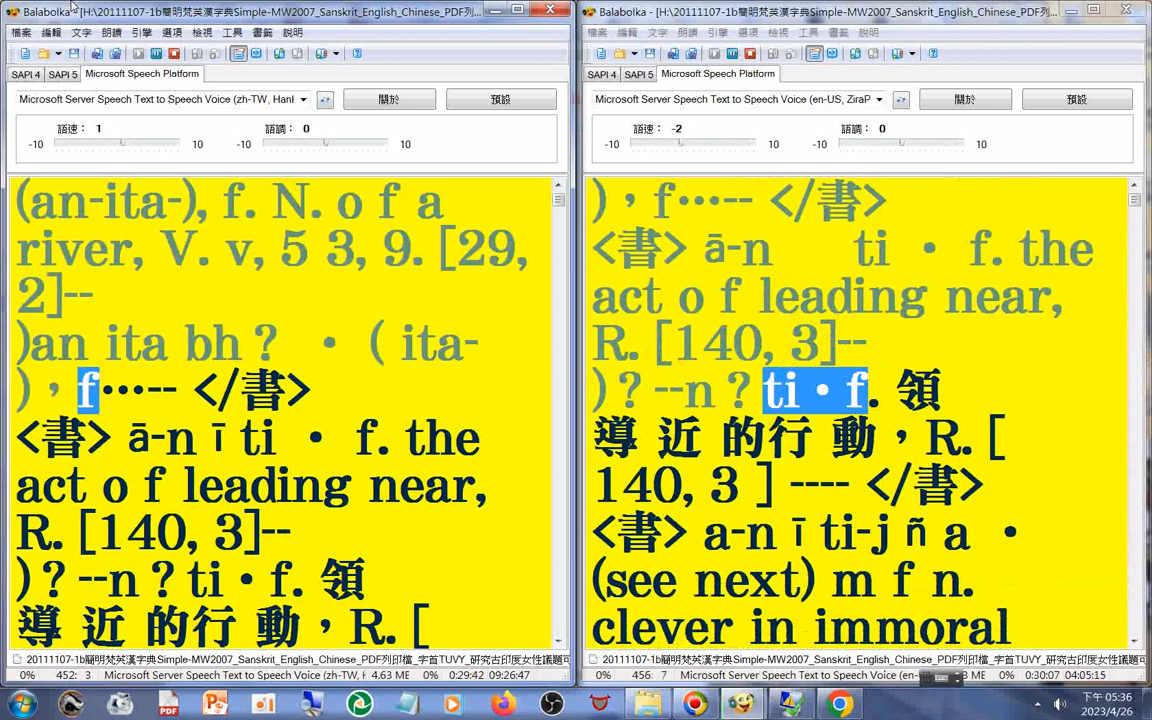 Balabolka - [H:\20111107-1b簡明梵英漢字典Simple-MW2007_Sanskrit_English_Chinese_PDF列...
檔案 編輯 文字 朗讀 引擎 選項 檢視 工具 書籤 說明
SAPI 4 SAPI 5 Microsoft Speech Platform
Microsoft Server Speech Text to Speech Voice (zh-TW, HanH 關於 預設
語速： 1 語調： 0
-10 10 -10 10
(an-ita-), f. N. o f a
river, V. v, 5 3, 9. [29,
2]--
)an ita bh？ • ( ita-
)，f…-- </書>
<書> ā-n ī ti • f. the
act o f leading near,
R. [140, 3]--
)？--n？ti•f. 領
導 近 的行 動，R. [
20111107-1b簡明梵英漢字典Simple-MW2007_Sanskrit_English_Chinese_PDF列印檔_字首TUVY_研究古印度女性議題可
0% 452: 3 Microsoft Server Speech Text to Speech Voice (zh-TW, H 4.63 MB 0% 0:29:42 09:26:47
Balabolka - [H:\20111107-1b簡明梵英漢字典Simple-MW2007_Sanskrit_English_Chinese_PDF列印...
檔案 編輯 文字 朗讀 引擎 選項 檢視 工具 書籤 說明
SAPI 4 SAPI 5 Microsoft Speech Platform
Microsoft Server Speech Text to Speech Voice (en-US, ZiraP 關於 預設
語速： -2 語調： 0
-10 10 -10 10
)，f…-- </書>
<書> ā-n ti • f. the
act o f leading near,
R. [140, 3]--
)？--n？ti•f. 領
導 近 的行 動，R. [
140, 3 ] ---- </書>
<書> a-n ī ti-j ñ a •
(see next) m f n.
clever in immoral
20111107-1b簡明梵英漢字典Simple-MW2007_Sanskrit_English_Chinese_PDF列印檔_字首TUVY_研究古印度女性議題可
0% 456: 7 Microsoft Server Speech Text to Speech Voice (e MB 0% 0:30:07 04:05:15
下午 05:36
2023/4/26